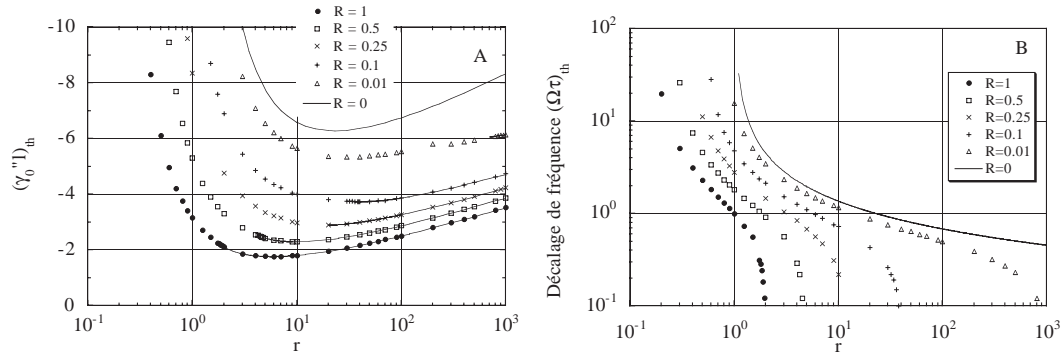 -10
-8
-6
-4
-2
0
(γ₀"l)th
R = 1
R = 0.5
R = 0.25
R = 0.1
R = 0.01
R = 0
A
10⁻¹ 10⁰ 10¹ 10² 10³
r
10²
10¹
10⁰
10⁻¹
Décalage de fréquence (Ωτ)th
B
R=1
R=0.5
R=0.25
R=0.1
R=0.01
R=0
10⁻¹ 10⁰ 10¹ 10² 10³
r